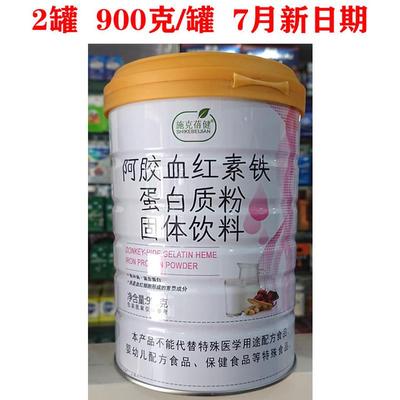 2罐 900克/罐 7月新日期
施克蓓健
SHIKEBEIJIAN
阿胶血红素铁
蛋白质粉
固体饮料
DONKEY-HIDE GELATIN HEME
IRON PROTEIN POWDER
本产品不能代替特殊医学用途配方食品、
婴幼儿配方食品、保健食品等特殊食品